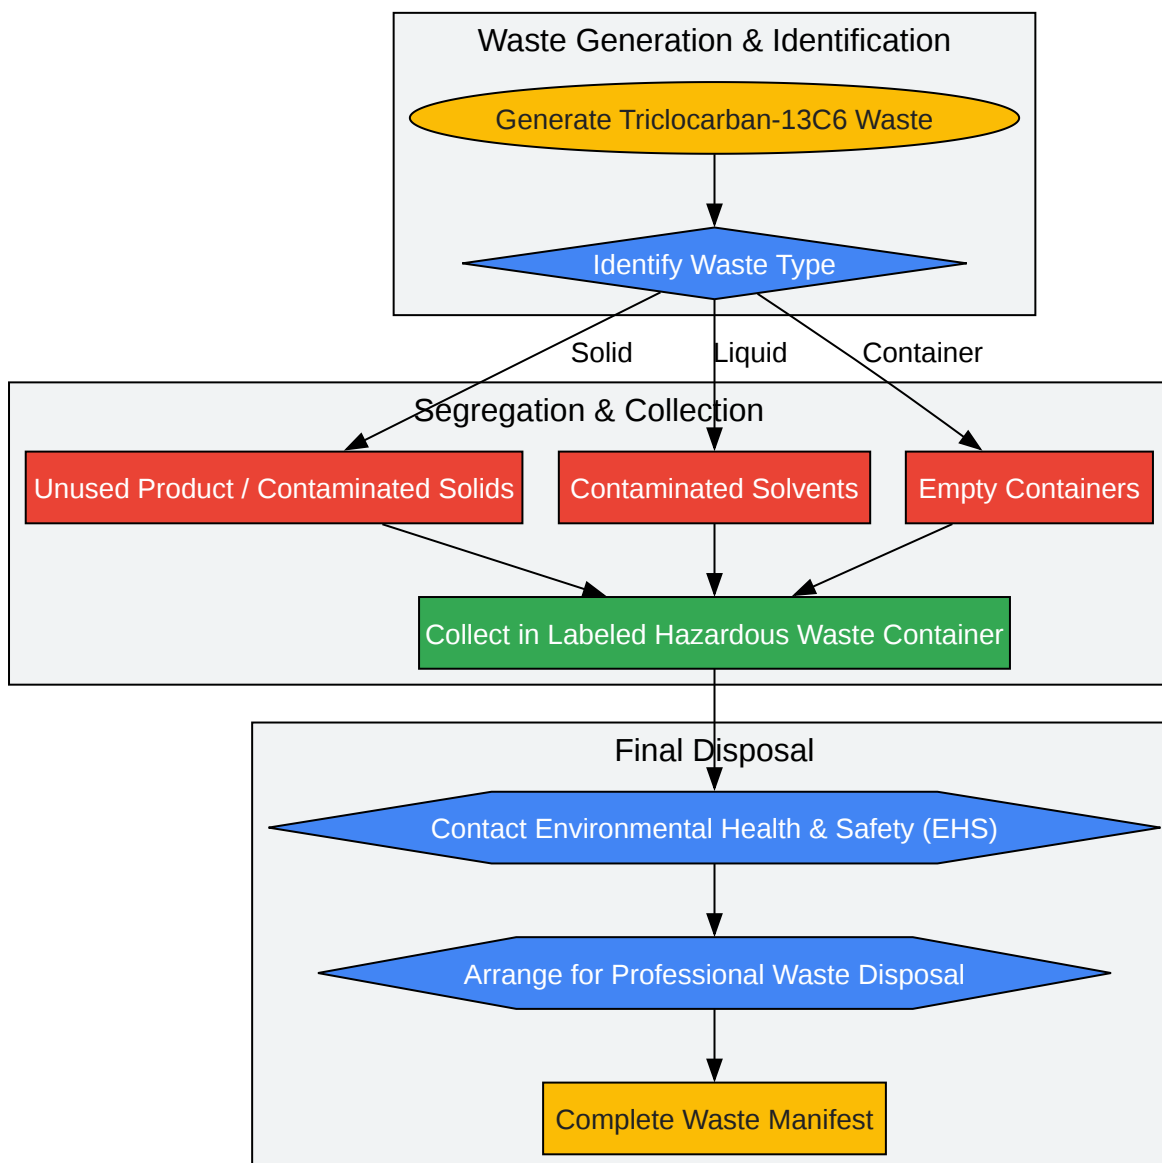 Waste Generation & Identification
Generate Triclocarban-13C6 Waste
Identify Waste Type
Solid
Liquid
Container
Segregation & Collection
Unused Product / Contaminated Solids
Contaminated Solvents
Empty Containers
Collect in Labeled Hazardous Waste Container
Final Disposal
Contact Environmental Health & Safety (EHS)
Arrange for Professional Waste Disposal
Complete Waste Manifest